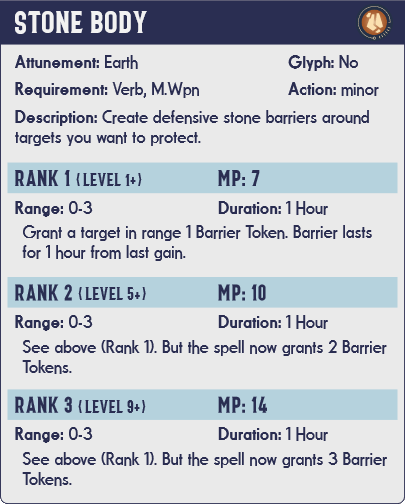 STONE BODY
Attunement: Earth Glyph: No
Requirement: Verb, M.Wpn Action: minor
Description: Create defensive stone barriers around
targets you want to protect.
RANK 1 (LEVEL 1+) MP: 7
Range: 0-3 Duration: 1 Hour
Grant a target in range 1 Barrier Token. Barrier lasts
for 1 hour from last gain.
RANK 2 (LEVEL 5+) MP: 10
Range: 0-3 Duration: 1 Hour
See above (Rank 1). But the spell now grants 2 Barrier
Tokens.
RANK 3 (LEVEL 9+) MP: 14
Range: 0-3 Duration: 1 Hour
See above (Rank 1). But the spell now grants 3 Barrier
Tokens.